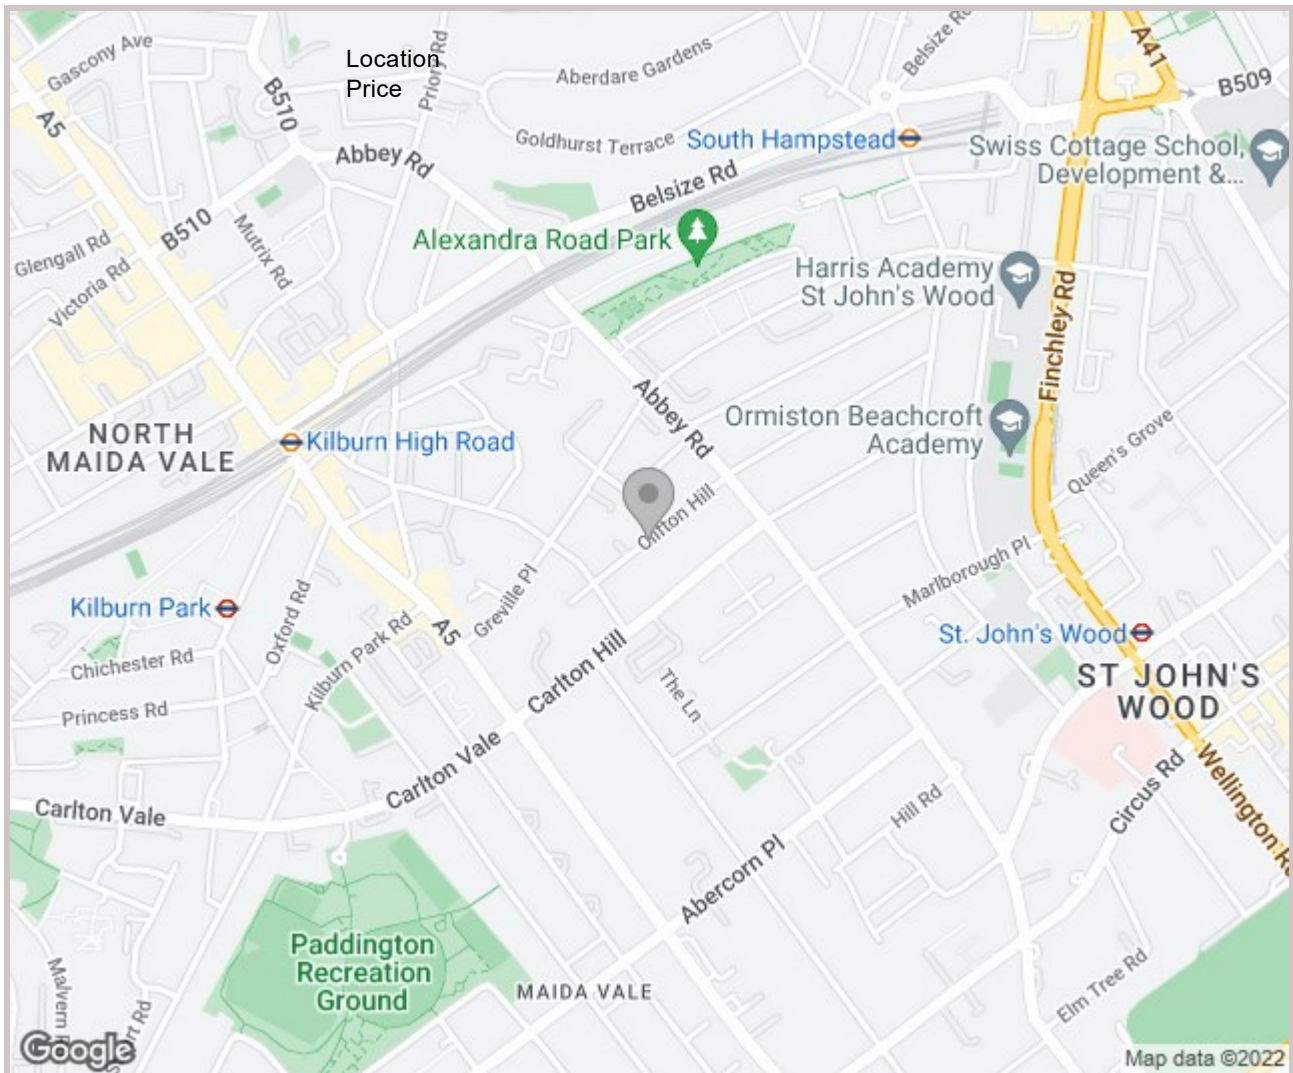 Gascony Ave
A5
B510
Location
Price
Priory Rd
Aberdare Gardens
Belsize Rd
A41
B509
Abbey Rd
Goldhurst Terrace
South Hampstead
Swiss Cottage School,
Development &...
B510
Mutrix Rd
Belsize Rd
Glengall Rd
Victoria Rd
Alexandra Road Park
Harris Academy
St John's Wood
Finchley Rd
Abbey Rd
Ormiston Beachcroft
Academy
NORTH
MAIDA VALE
Kilburn High Road
Queen's Grove
Clifton Hill
Marlborough Pl
Greville Pl
Kilburn Park
Oxford Rd
Kilburn Park Rd
A5
St. John's Wood
Chichester Rd
Princess Rd
Carlton Hill
The Ln
ST JOHN'S
WOOD
Carlton Vale
Carlton Vale
Hill Rd
Circus Rd
Wellington
Abercorn Pl
Paddington
Recreation
Ground
MAIDA VALE
Malvern
Rd
Elm Tree Rd
Google
Map data ©2022